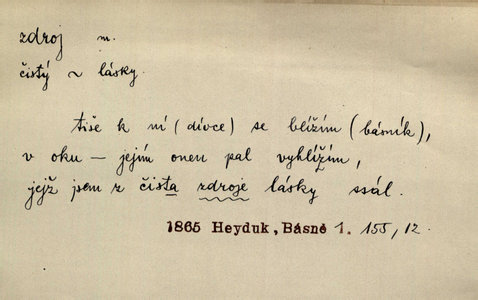 zdroj m.
čistý ~ lásky.
tiše k ní (dívce) se blížím (básník),
v oku – jejím onen pal vyhlížím,
jejž jsem z čista zdroje lásky ssál.
1865 Heyduk, Básně 1. 155, 12.